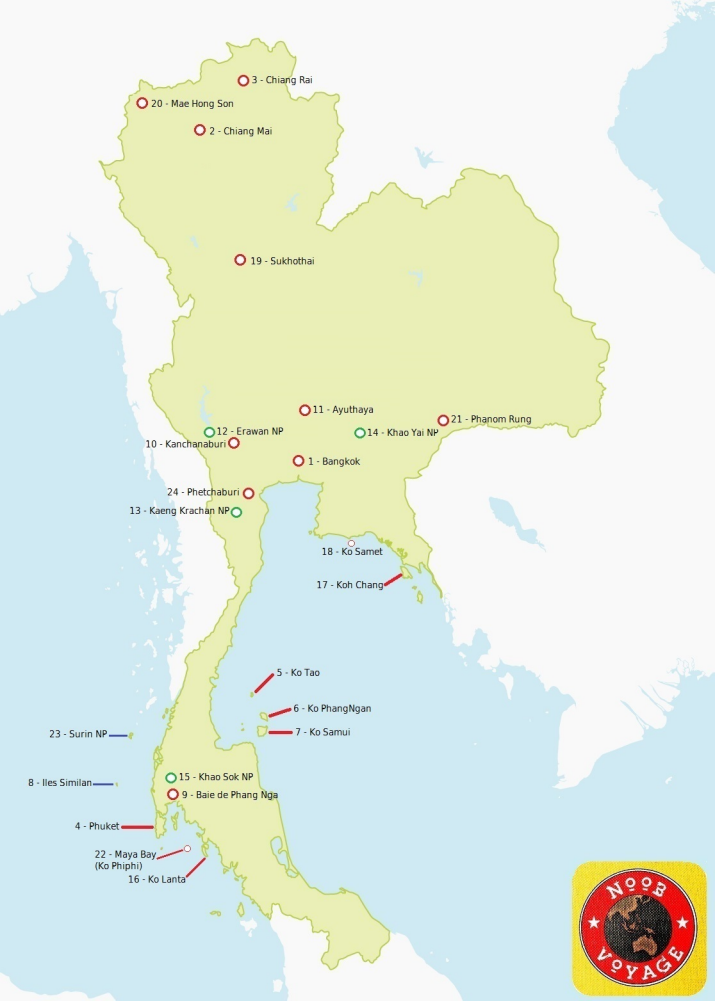 3 - Chiang Rai
20 - Mae Hong Son
2 - Chiang Mai
19 - Sukhothai
11 - Ayuthaya
21 - Phanom Rung
12 - Erawan NP
14 - Khao Yai NP
10 - Kanchanaburi
1 - Bangkok
24 - Phetchaburi
13 - Kaeng Krachan NP
18 - Ko Samet
17 - Koh Chang
5 - Ko Tao
6 - Ko PhangNgan
7 - Ko Samui
23 - Surin NP
15 - Khao Sok NP
8 - Iles Similan
9 - Baie de Phang Nga
4 - Phuket
22 - Maya Bay
(Ko Phiphi)
16 - Ko Lanta
NOOB
VOYAGE